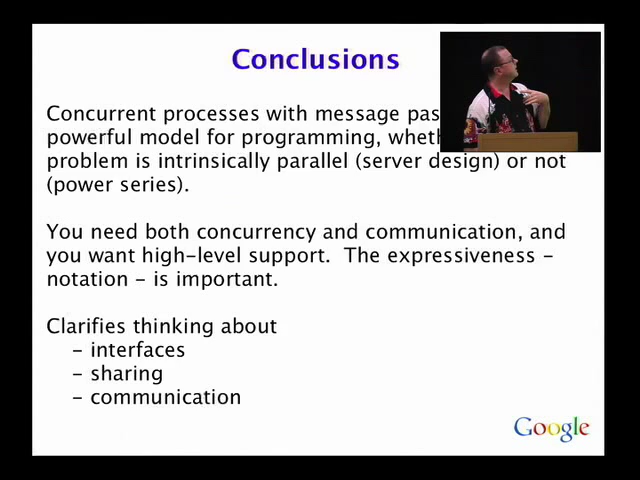 Conclusions
Concurrent processes with message pas
powerful model for programming, wheth
problem is intrinsically parallel (server design) or not
(power series).
You need both concurrency and communication, and
you want high-level support. The expressiveness -
notation - is important.
Clarifies thinking about
- interfaces
- sharing
- communication
Google